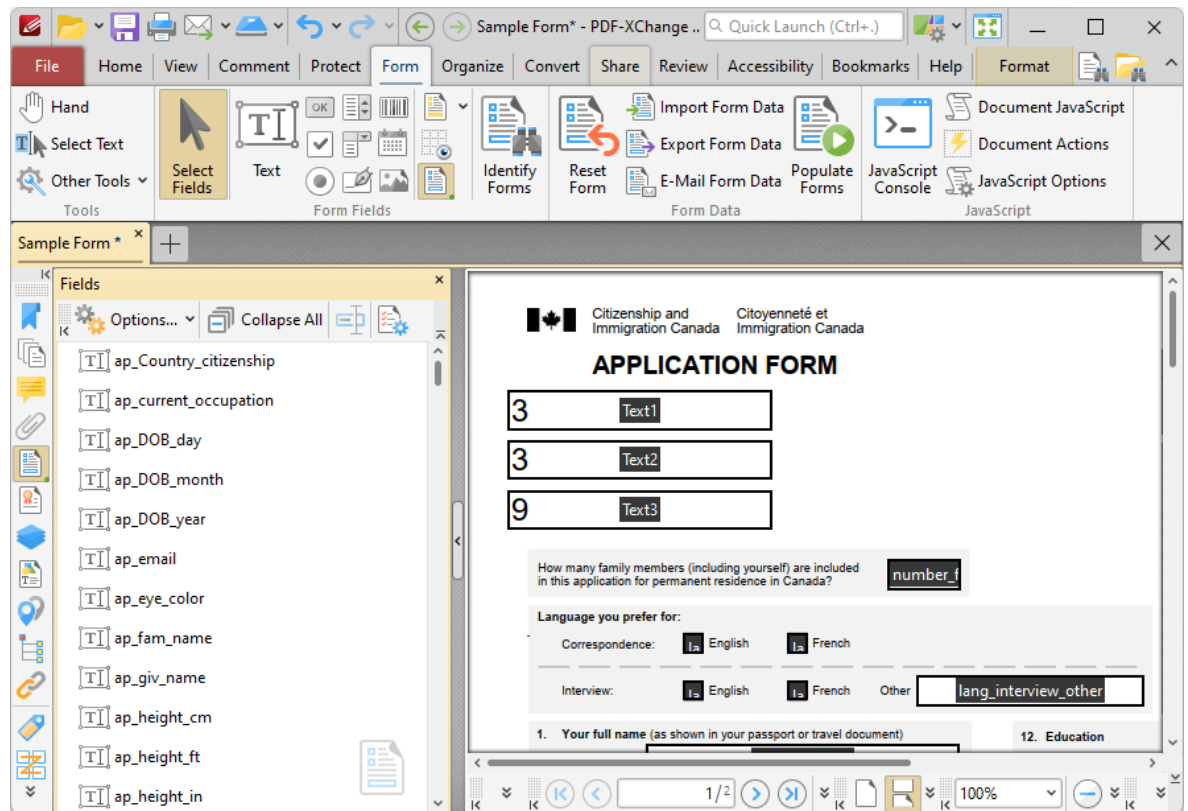 Sample Form* - PDF-XChange .. Quick Launch (Ctrl+.)
File Home View Comment Protect Form Organize Convert Share Review Accessibility Bookmarks Help Format
Hand
Select Text
Other Tools
Tools
Select Fields
Text
OK
Form Fields
Identify Forms
Reset Form
Import Form Data
Export Form Data
E-Mail Form Data
Populate Forms
Form Data
JavaScript Console
Document JavaScript
Document Actions
JavaScript Options
JavaScript
Sample Form *
Fields
Options... Collapse All
ap_Country_citizenship
ap_current_occupation
ap_DOB_day
ap_DOB_month
ap_DOB_year
ap_email
ap_eye_color
ap_fam_name
ap_giv_name
ap_height_cm
ap_height_ft
ap_height_in
Citizenship and Citoyenneté et
Immigration Canada Immigration Canada
APPLICATION FORM
3 Text1
3 Text2
9 Text3
How many family members (including yourself) are included
in this application for permanent residence in Canada?
number_f
Language you prefer for:
Correspondence: la English la French
Interview: la English la French Other lang_interview_other
1. Your full name (as shown in your passport or travel document)
12. Education
1/2
100%